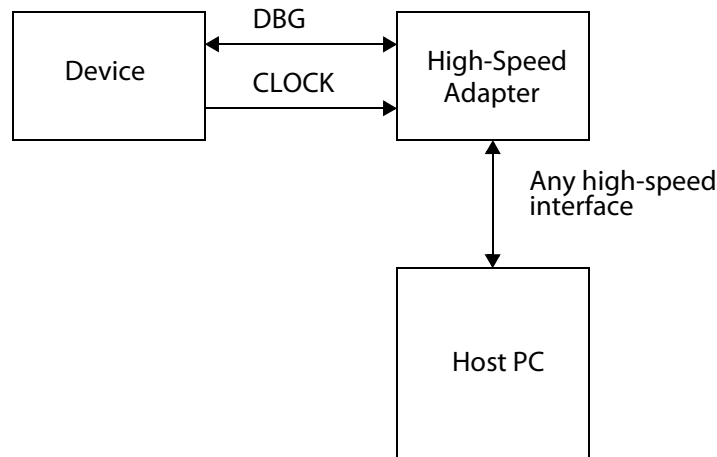 DBG
Device
High-Speed
Adapter
CLOCK
Any high-speed
interface
Host PC